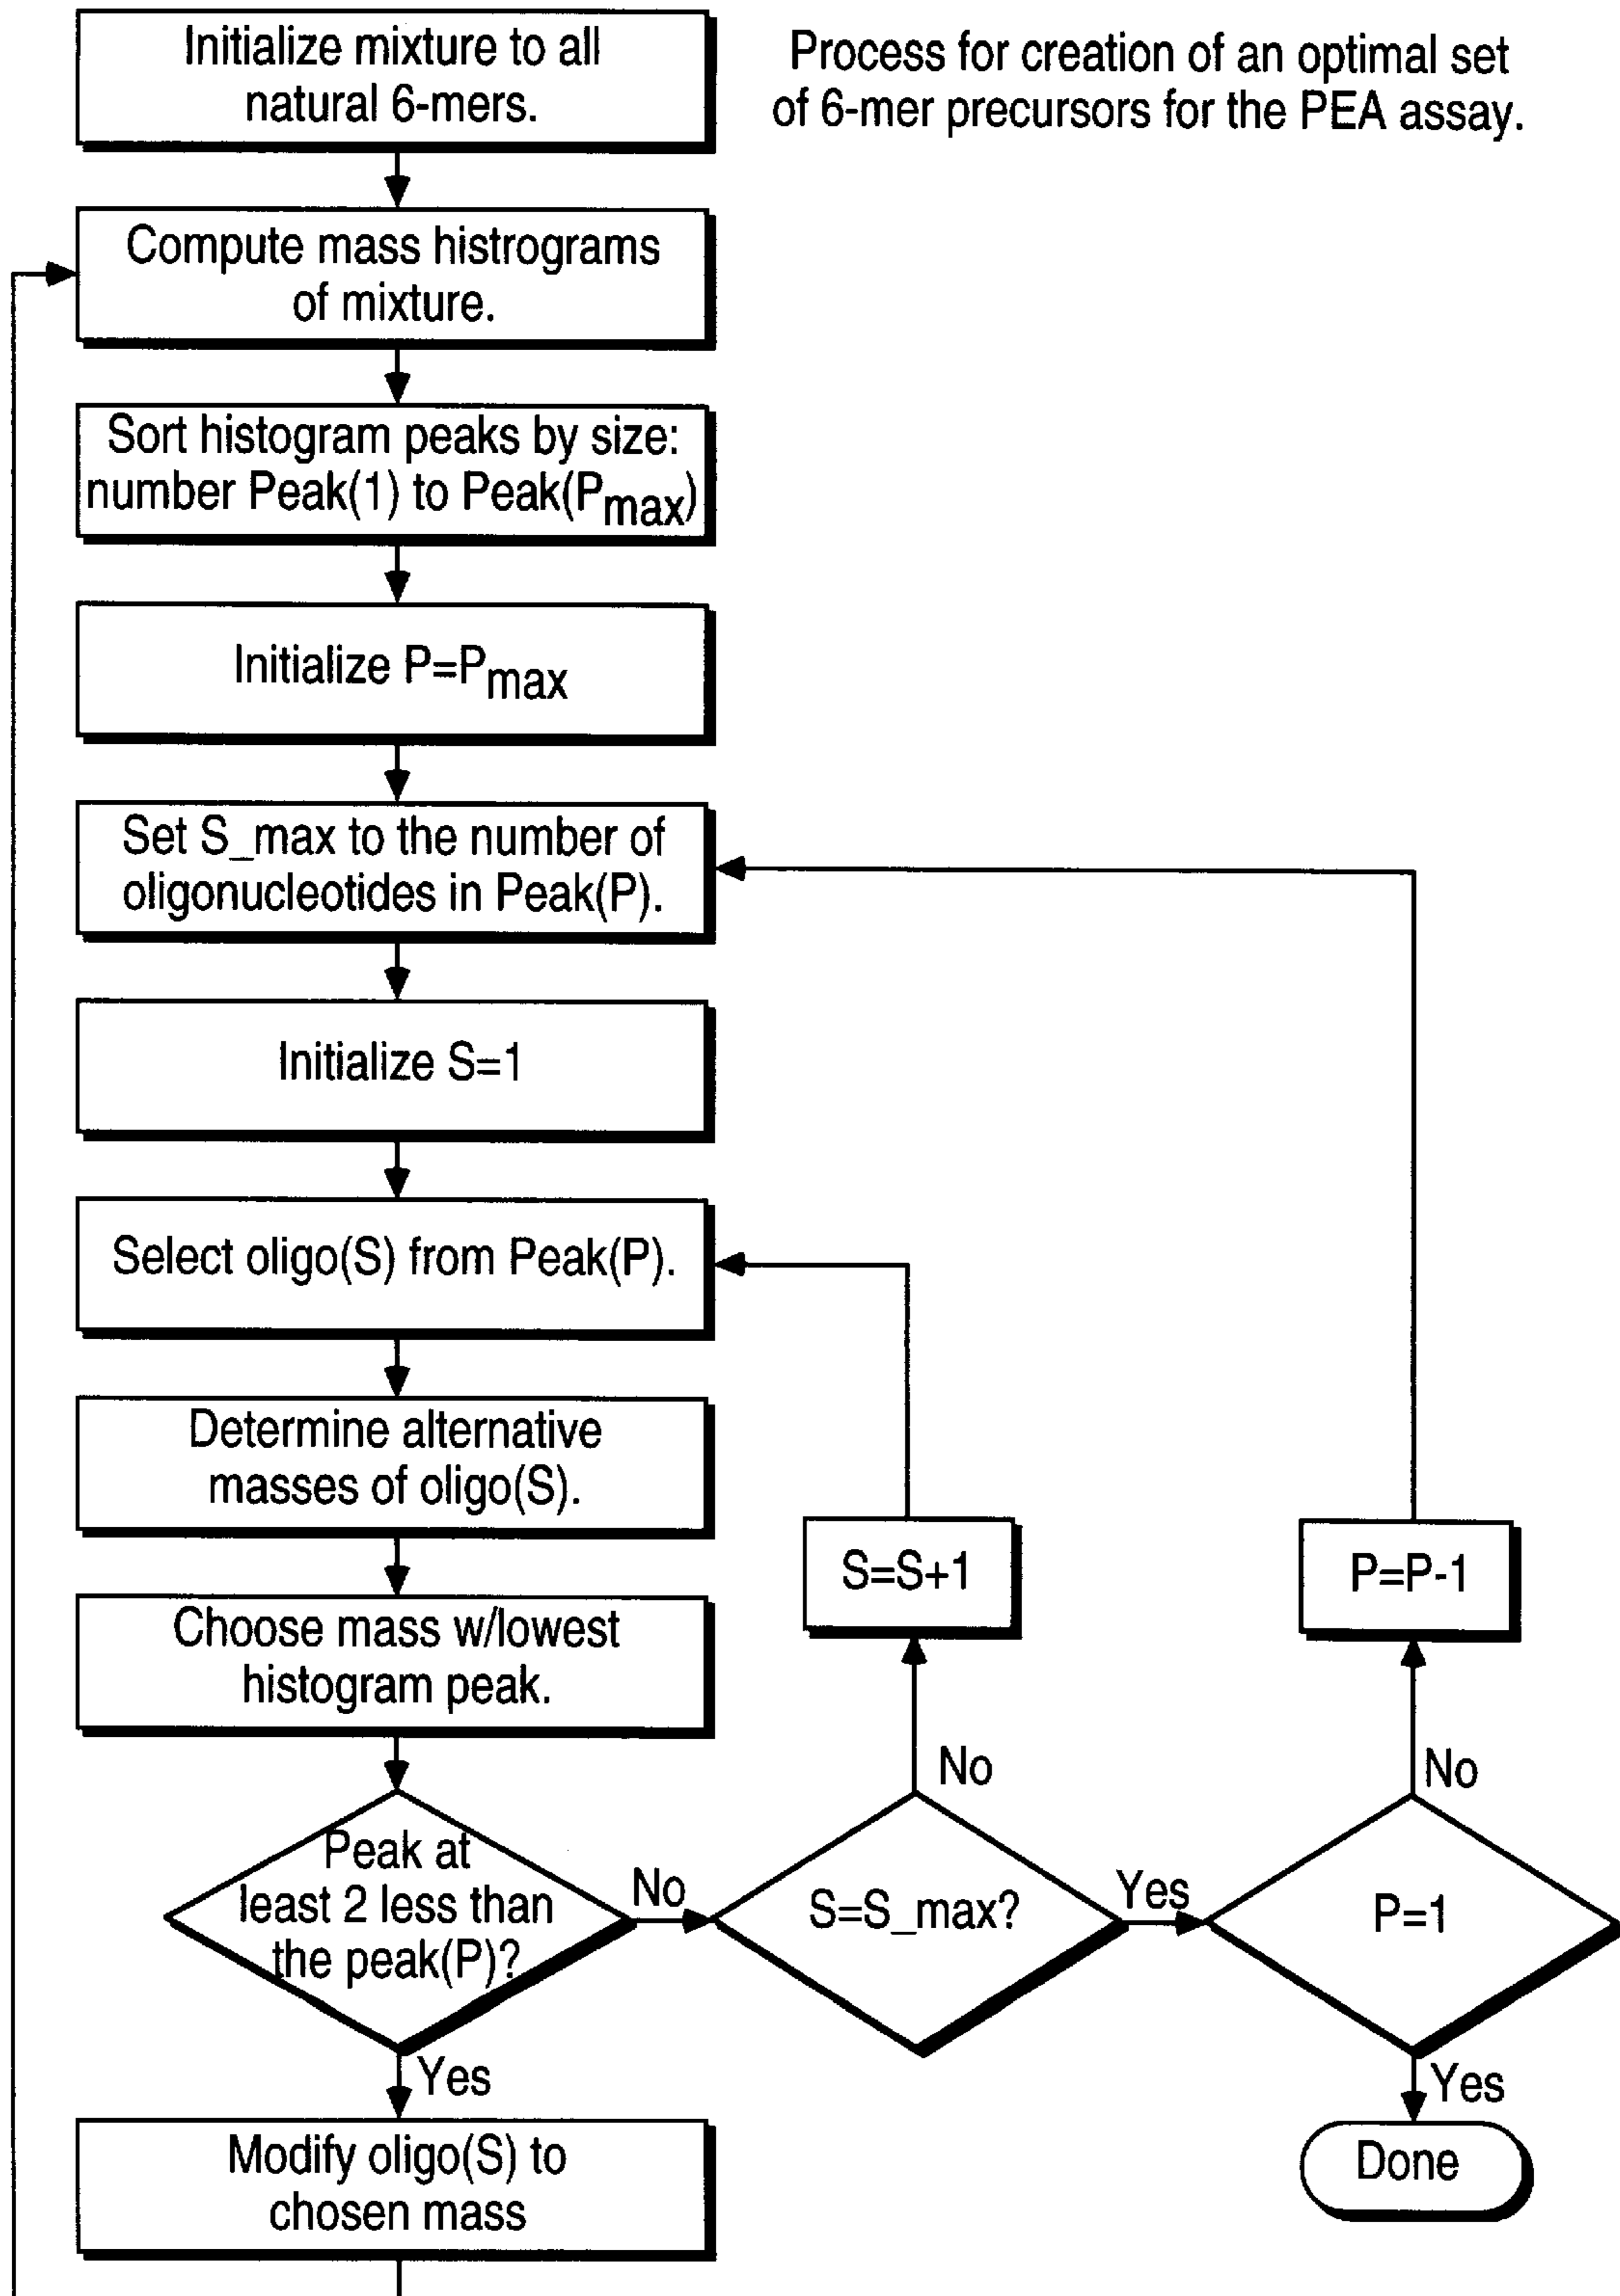 Initialize mixture to all
natural 6-mers.
Process for creation of an optimal set
of 6-mer precursors for the PEA assay.
Compute mass histrograms
of mixture.
Sort histogram peaks by size:
number Peak(1) to Peak(Pmax)
Initialize P=Pmax
Set S_max to the number of
oligonucleotides in Peak(P).
Initialize S=1
Select oligo(S) from Peak(P).
Determine alternative
masses of oligo(S).
S=S+1
P=P-1
Choose mass w/lowest
histogram peak.
No
No
Peak at
least 2 less than
the peak(P)?
No
S=S_max?
Yes
P=1
Yes
Yes
Modify oligo(S) to
chosen mass
Done